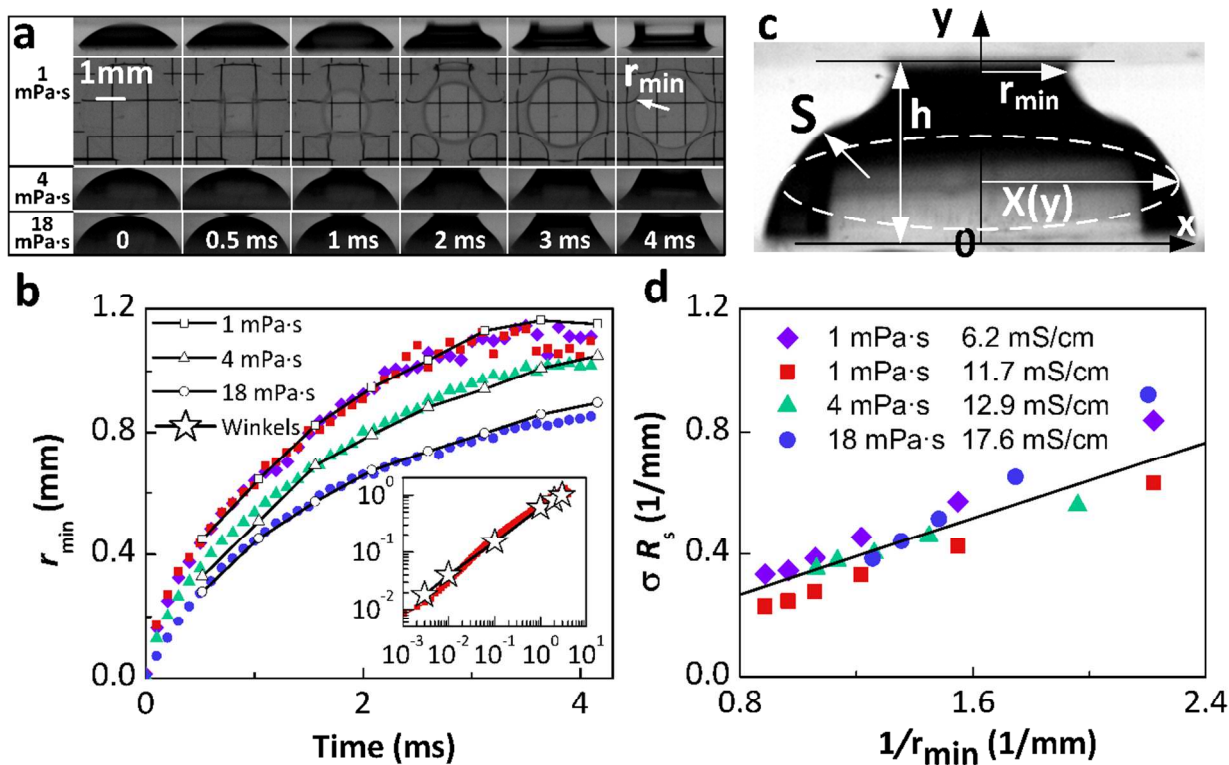 a
1
mPa·s
1mm
r min
4
mPa·s
18
mPa·s
0
0.5 ms
1 ms
2 ms
3 ms
4 ms
c
y
r min
h
S
X(y)
0
x
b
1.2
0.8
0.4
0.0
r min (mm)
1 mPa·s
4 mPa·s
18 mPa·s
Winkels
10^0
10^-1
10^-2
10^-3 10^-2 10^-1 10^0 10^1
0 2 4
Time (ms)
d
1.2
0.8
0.4
0.0
σ R s (1/mm)
1 mPa·s 6.2 mS/cm
1 mPa·s 11.7 mS/cm
4 mPa·s 12.9 mS/cm
18 mPa·s 17.6 mS/cm
0.8 1.6 2.4
1/r min (1/mm)